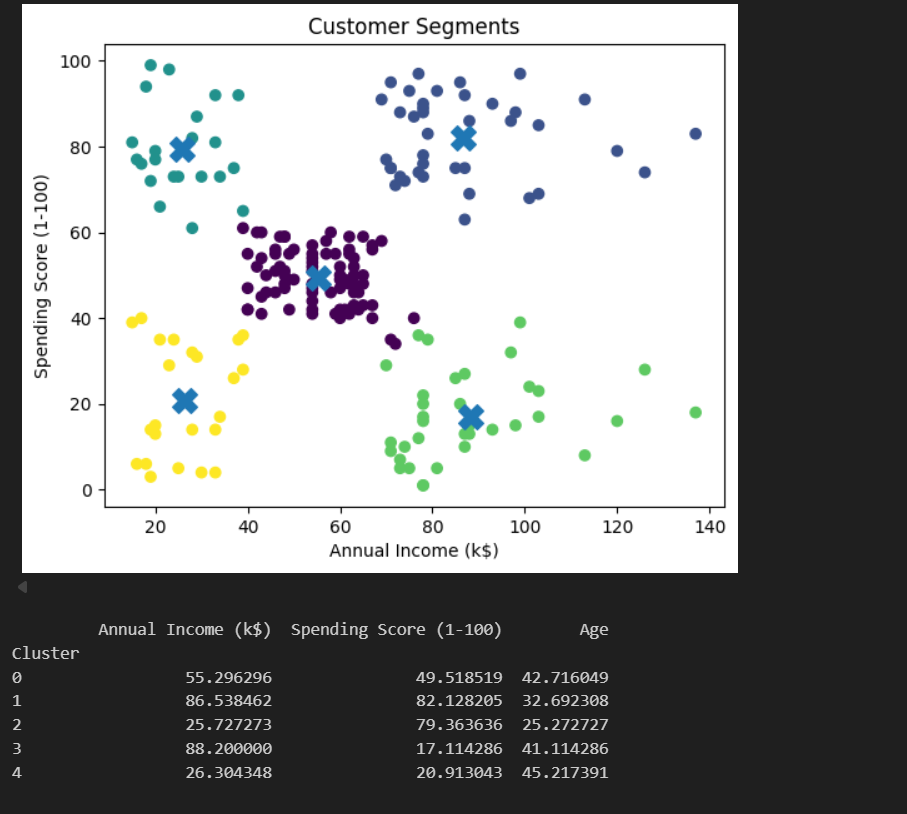 Customer Segments
100
80
60
40
20
0
Spending Score (1-100)
20 40 60 80 100 120 140
Annual Income (k$)
Annual Income (k$) Spending Score (1-100) Age
Cluster
0 55.296296 49.518519 42.716049
1 86.538462 82.128205 32.692308
2 25.727273 79.363636 25.272727
3 88.200000 17.114286 41.114286
4 26.304348 20.913043 45.217391